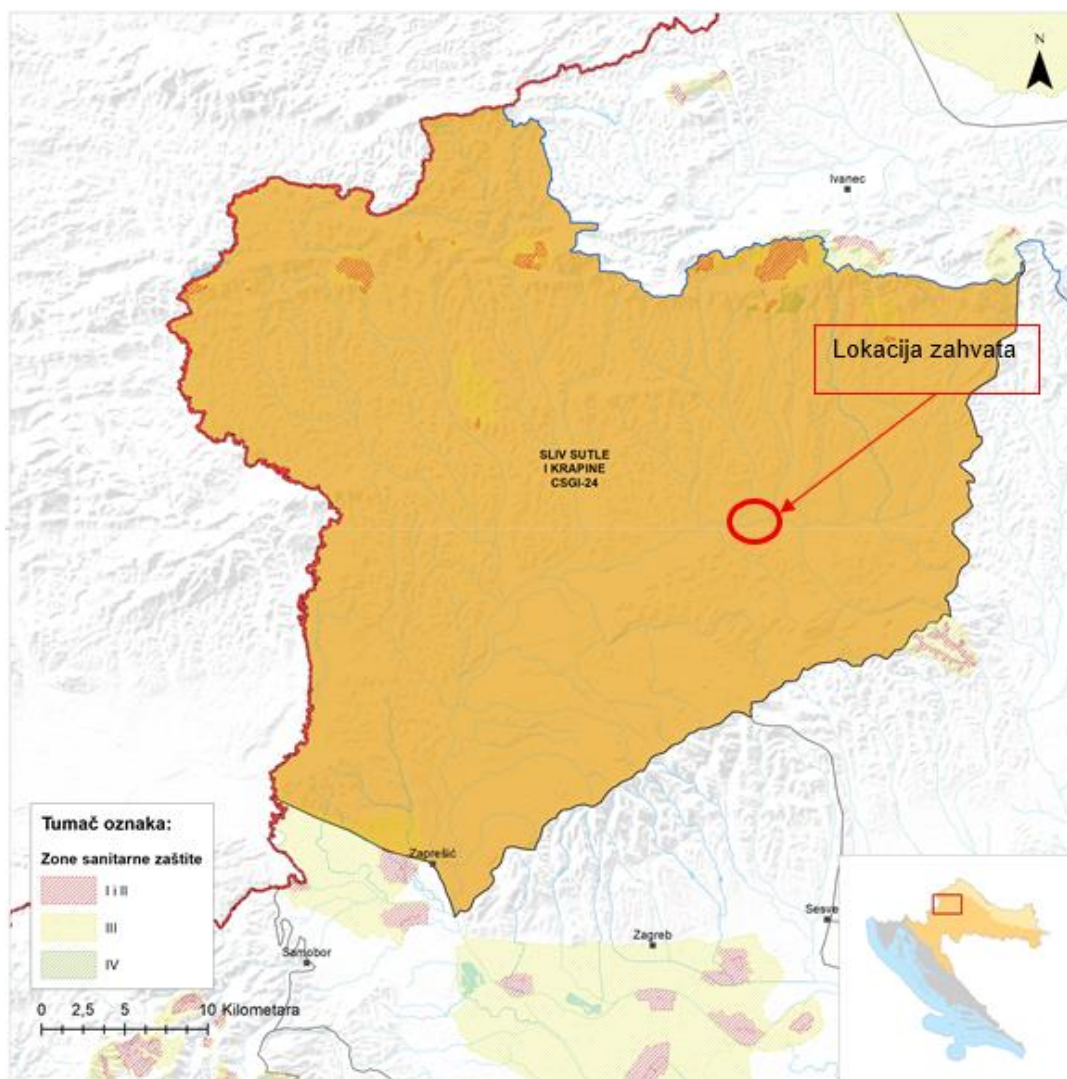 N
Ivanec
Lokacija zahvata
SLIV SUTLE
I KRAPINE
CSGI-24
Tumač oznaka:
Zone sanitarne zaštite
I i II
III
IV
0 2,5 5 10 Kilometara
Zaprešić
Samobor
Zagreb
Sesve